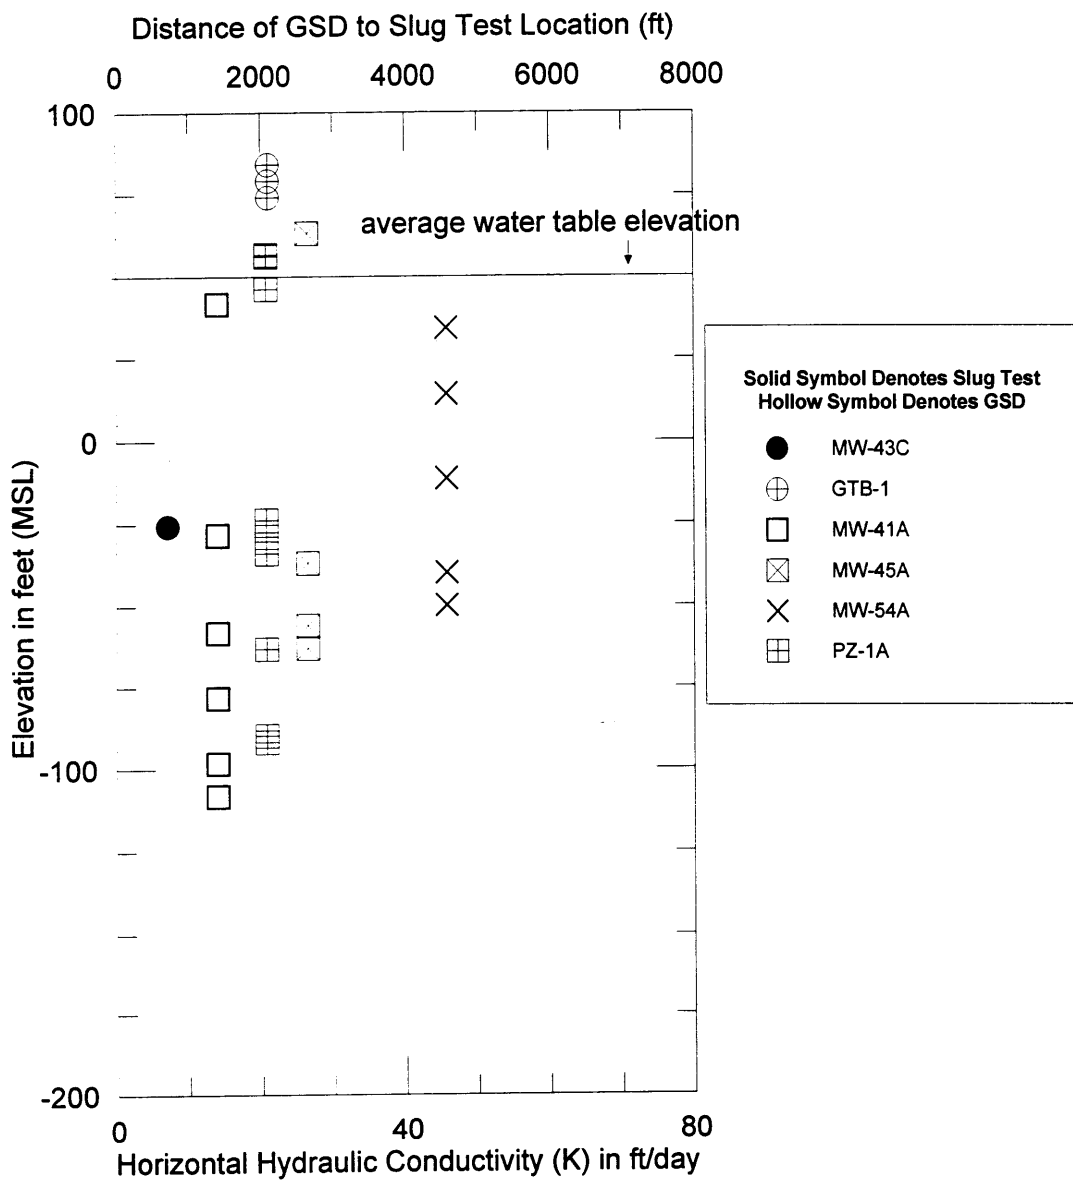 Distance of GSD to Slug Test Location (ft)
0 2000 4000 6000 8000
100
average water table elevation
Solid Symbol Denotes Slug Test
Hollow Symbol Denotes GSD
0
MW-43C
GTB-1
MW-41A
MW-45A
MW-54A
PZ-1A
Elevation in feet (MSL)
-100
-200
0 40 80
Horizontal Hydraulic Conductivity (K) in ft/day